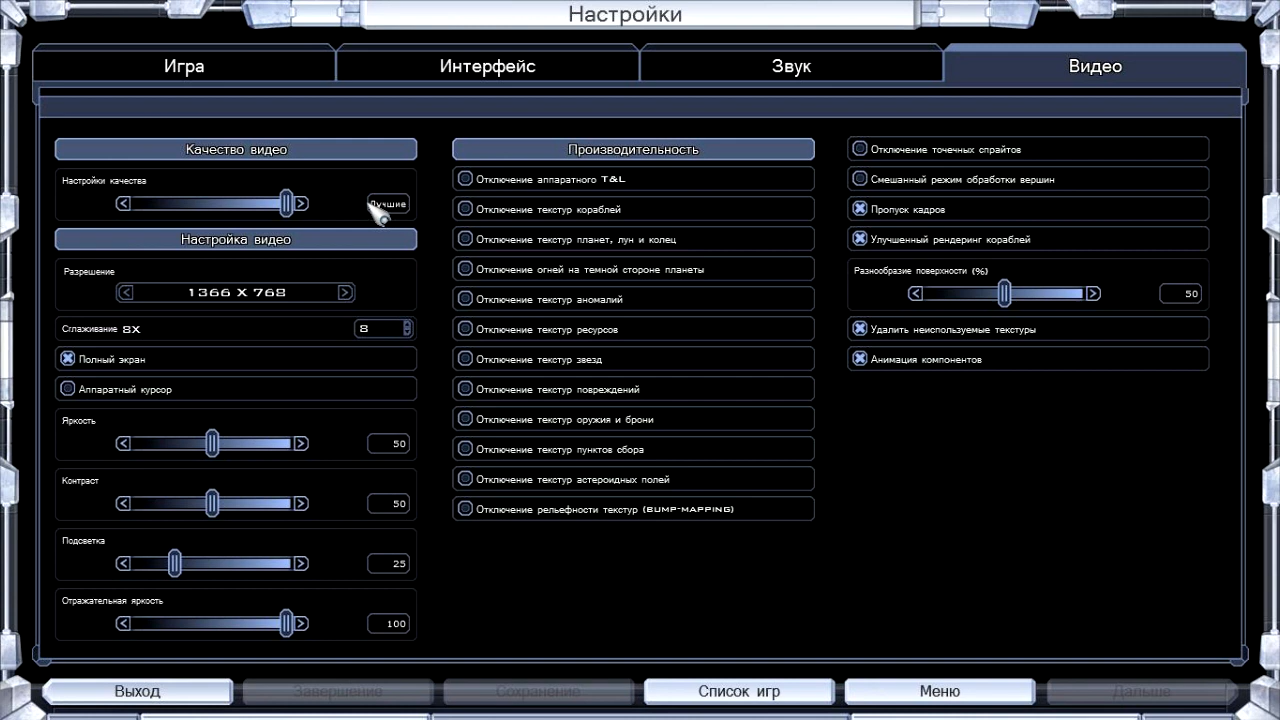 Настройки
Игра
Интерфейс
Звук
Видео
Качество видео
Настройки качества
Лучшие
Настройка видео
Разрешение
1366 X 768
Сглаживание 8X
8
Полный экран
Аппаратный курсор
Яркость
50
Контраст
50
Подсветка
25
Отражательная яркость
100
Производительность
Отключение аппаратного T&L
Отключение текстур кораблей
Отключение текстур планет, лун и колец
Отключение огней на темной стороне планеты
Отключение текстур аномалий
Отключение текстур ресурсов
Отключение текстур звезд
Отключение текстур повреждений
Отключение текстур оружия и брони
Отключение текстур пунктов сбора
Отключение текстур астероидных полей
Отключение рельефности текстур (BUMP-MAPPING)
Отключение точечных спрайтов
Смешанный режим обработки вершин
Пропуск кадров
Улучшенный рендеринг кораблей
Разнообразие поверхности (%)
50
Удалить неиспользуемые текстуры
Анимация компонентов
Выход
Завершение
Сохранение
Список игр
Меню
Дальше